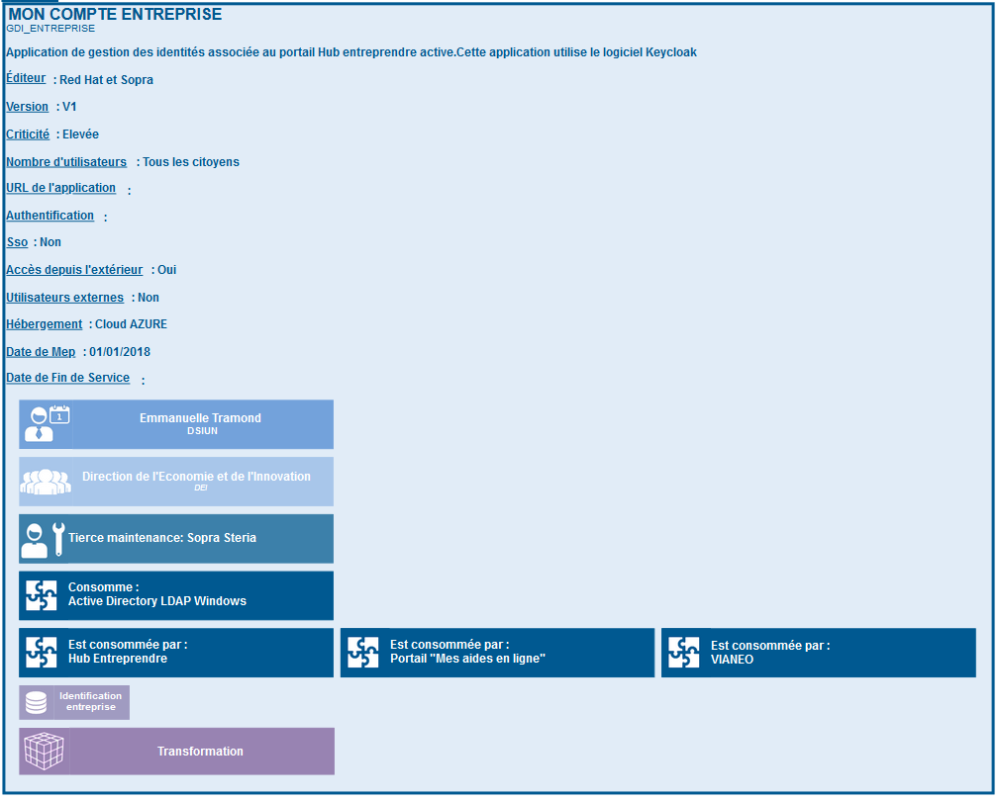 MON COMPTE ENTREPRISE
GDI_ENTREPRISE
Application de gestion des identités associée au portail Hub entreprendre active.Cette application utilise le logiciel Keycloak
Éditeur : Red Hat et Sopra
Version : V1
Criticité : Elevée
Nombre d'utilisateurs : Tous les citoyens
URL de l'application :
Authentification :
Sso : Non
Accès depuis l'extérieur : Oui
Utilisateurs externes : Non
Hébergement : Cloud AZURE
Date de Mep : 01/01/2018
Date de Fin de Service :
1
Emmanuelle Tramond
DSIUN
Direction de l'Economie et de l'Innovation
DEI
Tierce maintenance: Sopra Steria
Consomme :
Active Directory LDAP Windows
Est consommée par :
Hub Entreprendre
Est consommée par :
Portail "Mes aides en ligne"
Est consommée par :
VIANEO
Identification
entreprise
Transformation